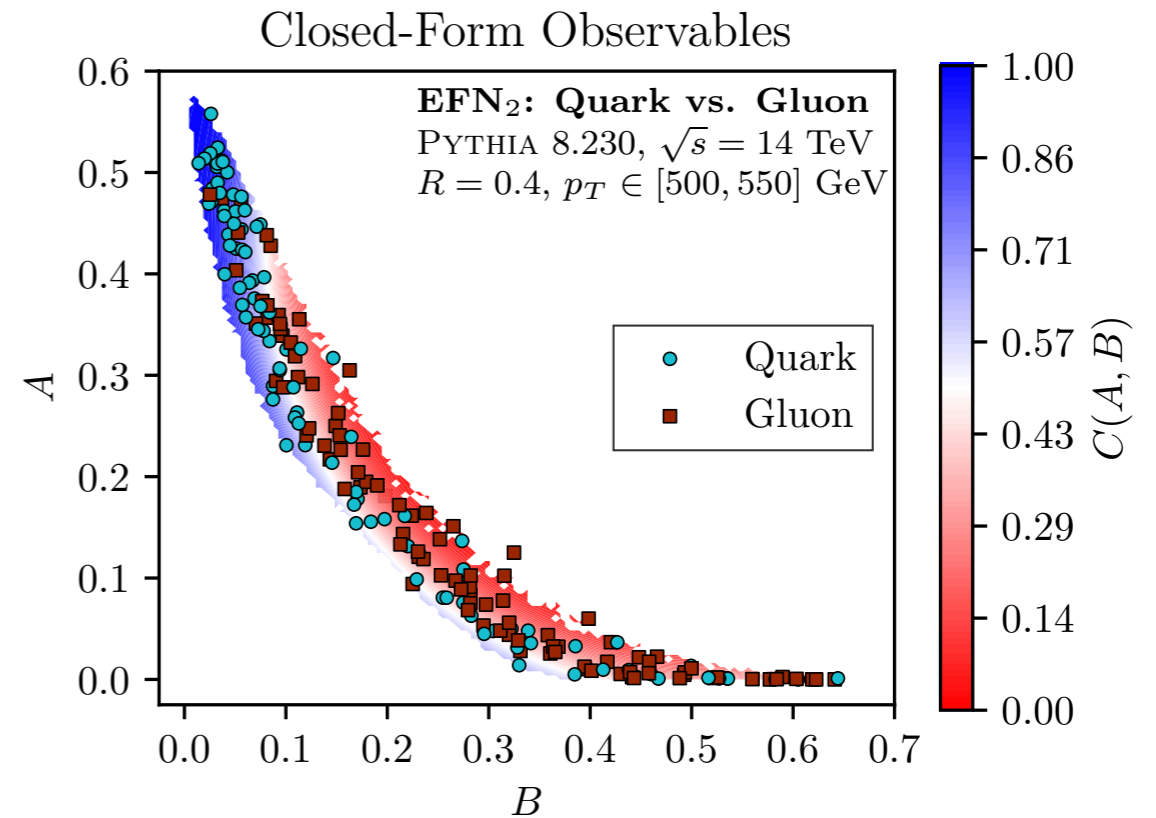 Closed-Form Observables
EFN₂: Quark vs. Gluon
PYTHIA 8.230, √s = 14 TeV
R = 0.4, p_T ∈ [500, 550] GeV
Quark
Gluon
A
0.6
0.5
0.4
0.3
0.2
0.1
0.0
0.0 0.1 0.2 0.3 0.4 0.5 0.6 0.7
B
1.00
0.86
0.71
0.57
0.43
0.29
0.14
0.00
C(A, B)